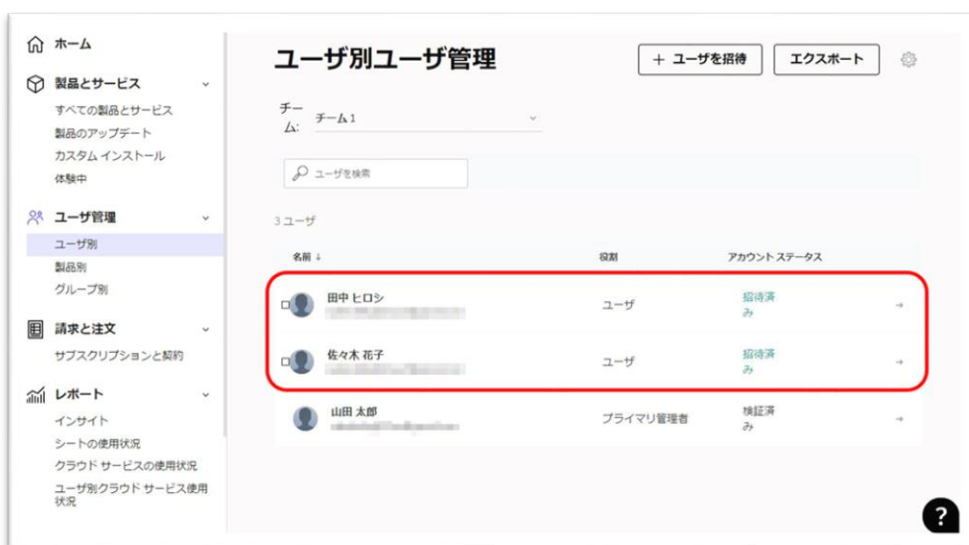 ホーム
製品とサービス
すべての製品とサービス
製品のアップデート
カスタム インストール
体験中
ユーザ管理
ユーザ別
製品別
グループ別
請求と注文
サブスクリプションと契約
レポート
インサイト
シートの使用状況
クラウド サービスの使用状況
ユーザ別クラウド サービス使用
状況
ユーザ別ユーザ管理
+ ユーザを招待
エクスポート
チー
ム:
チーム 1
ユーザを検索
3 ユーザ
名前 ↓ 役割 アカウント ステータス
田中 ヒロシ ユーザ 招待済
み
佐々木 花子 ユーザ 招待済
み
山田 太郎 プライマリ管理者 検証済
み
?